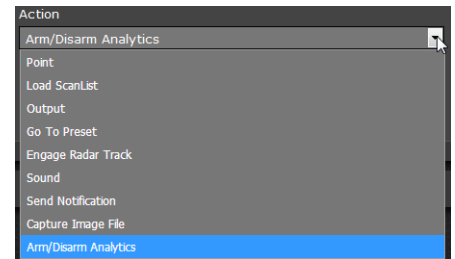 Action
Arm/Disarm Analytics
Point
Load ScanList
Output
Go To Preset
Engage Radar Track
Sound
Send Notification
Capture Image File
Arm/Disarm Analytics